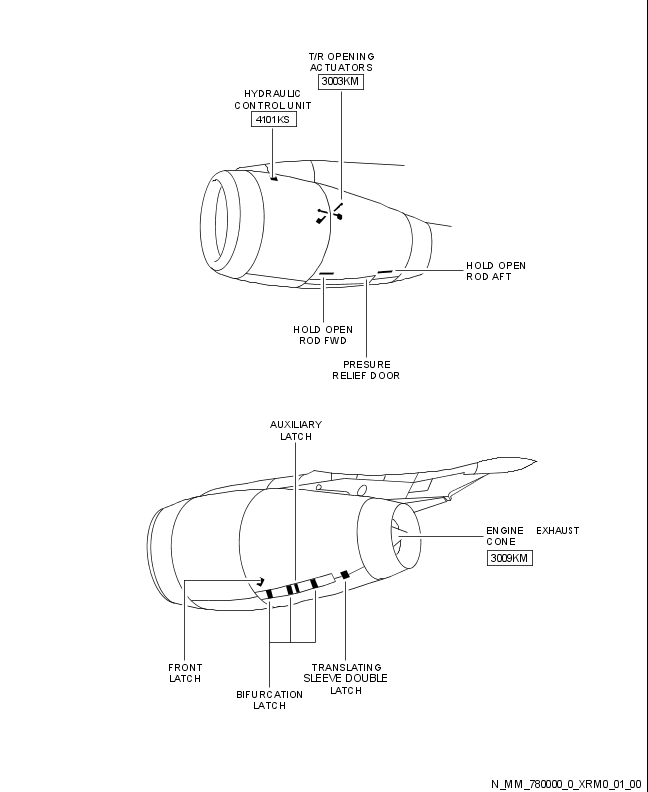 T/R OPENING
ACTUATORS
3003KM
HYDRAULIC
CONTROL UNIT
4101KS
HOLD OPEN
ROD AFT
HOLD OPEN
ROD FWD
PRESURE
RELIEF DOOR
AUXILIARY
LATCH
ENGINE EXHAUST
CONE
3009KM
FRONT
LATCH
BIFURCATION
LATCH
TRANSLATING
SLEEVE DOUBLE
LATCH
N_MM_780000_0_XRM0_01_00